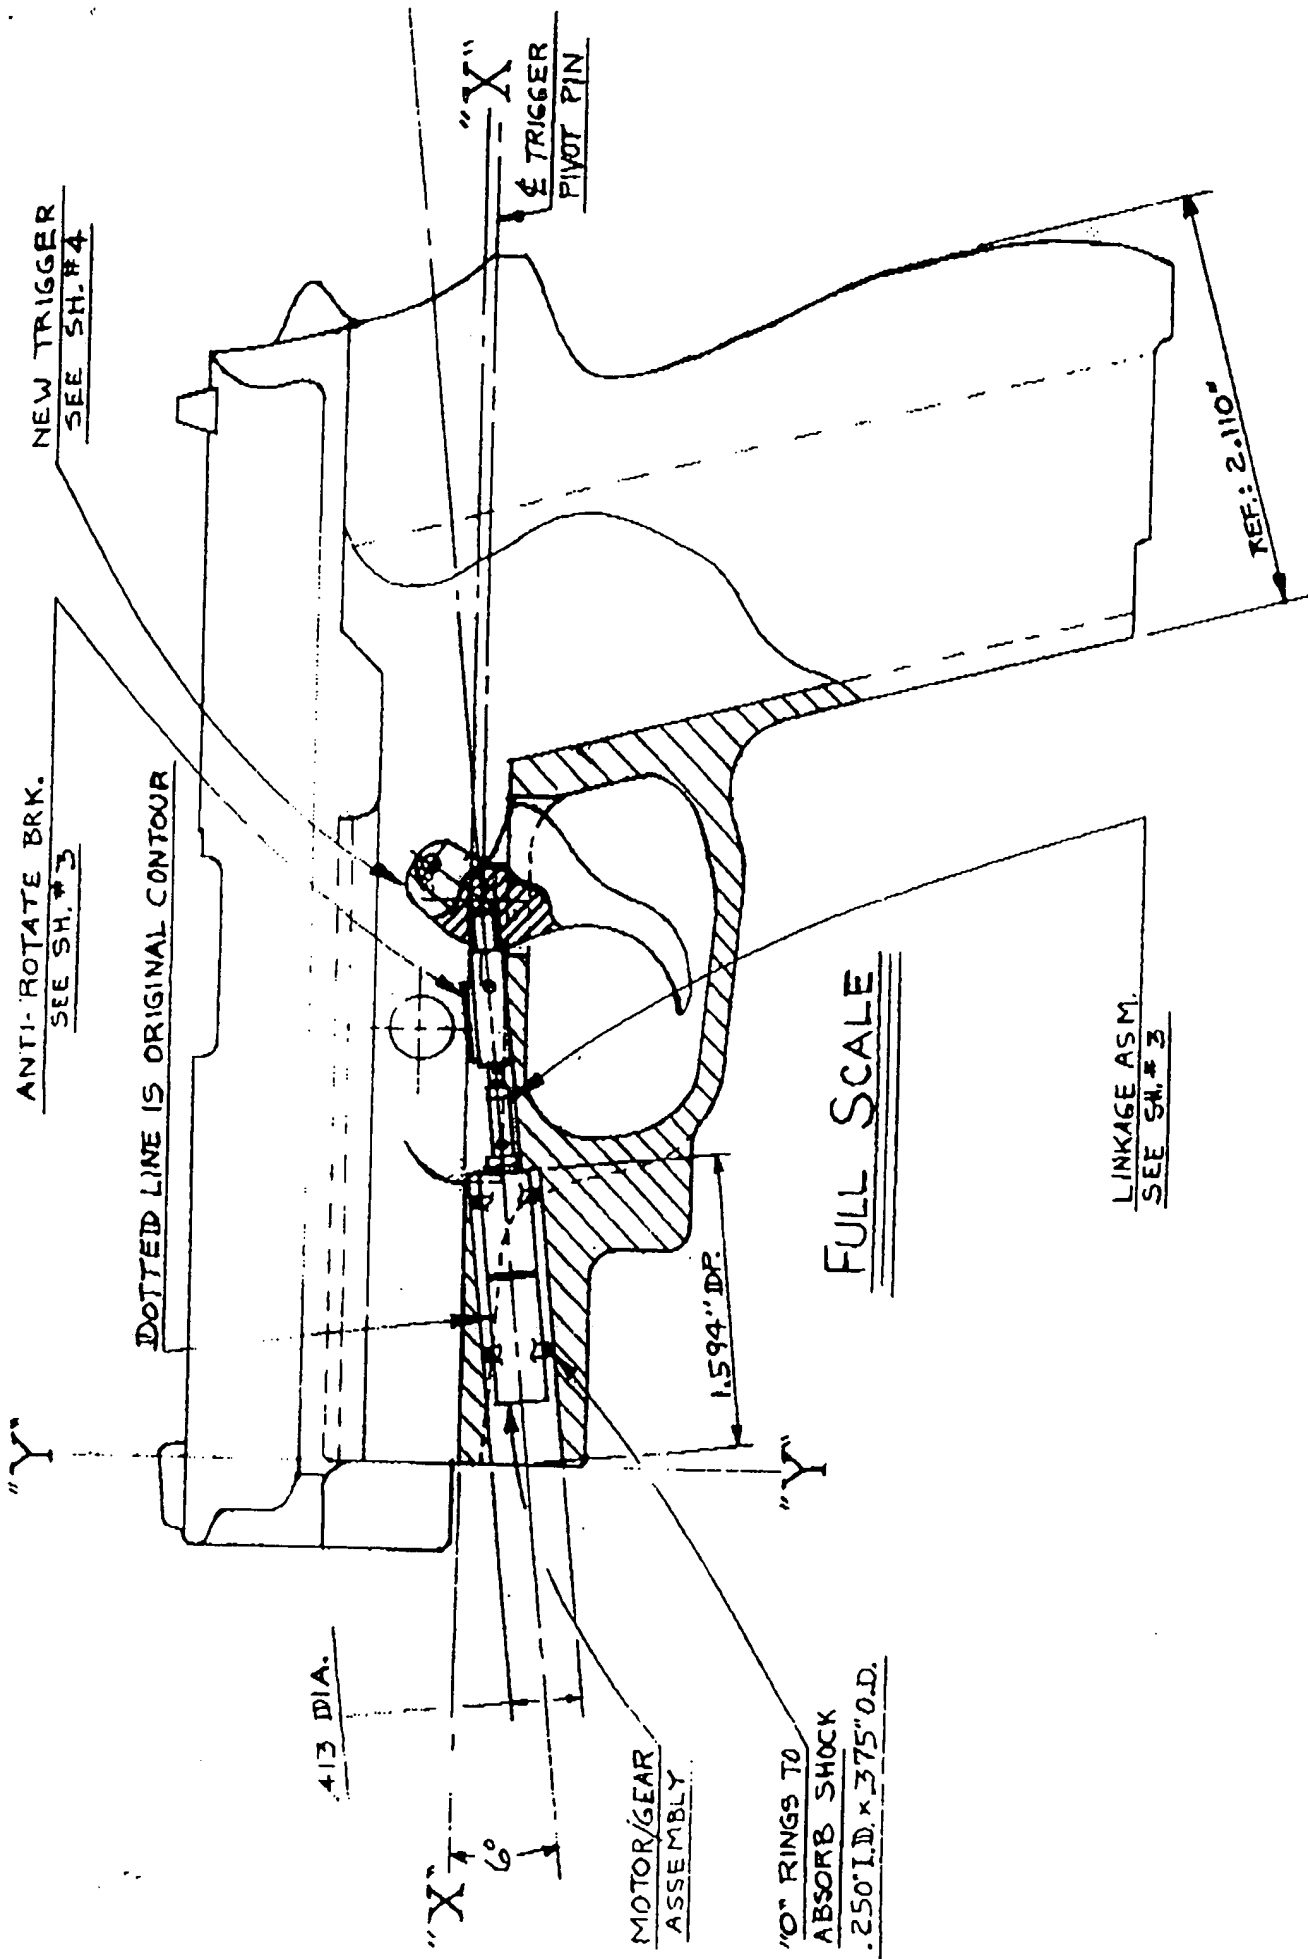 "Y"
ANTI-ROTATE BRK.
SEE SH. #3
NEW TRIGGER
SEE SH. #4
DOTTED LINE IS ORIGINAL CONTOUR
"X"
℄ TRIGGER
PIVOT PIN
.413 DIA.
"X"
6°
MOTOR/GEAR
ASSEMBLY
"O" RINGS TO
ABSORB SHOCK
.250" I.D. x .375" O.D.
"Y"
1.594" DP.
FULL SCALE
LINKAGE ASM.
SEE SH. #3
REF.: 2.110"